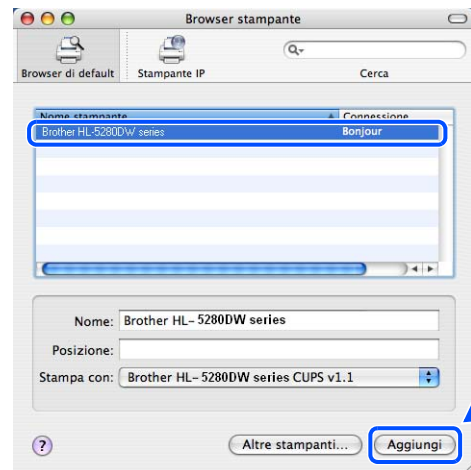 Browser stampante
Browser di default
Stampante IP
Cerca
Nome stampante
Connessione
Brother HL-5280DW series
Bonjour
Nome: Brother HL- 5280DW series
Posizione:
Stampa con: Brother HL- 5280DW series CUPS v1.1
?
Altre stampanti...
Aggiungi